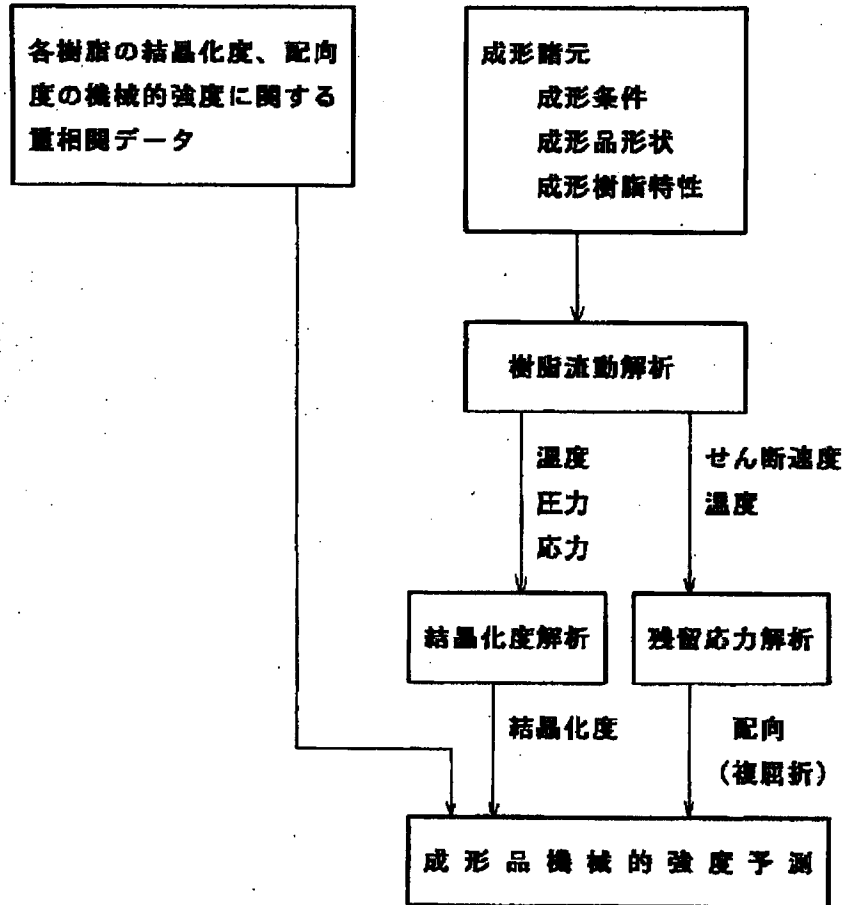 各樹脂の結晶化度、配向
度の機械的強度に関する
重相関データ
成形諸元
成形条件
成形品形状
成形樹脂特性
樹脂流動解析
温度
圧力
応力
せん断速度
温度
結晶化度解析
残留応力解析
結晶化度
配向
(複屈折)
成形品機械的強度予測